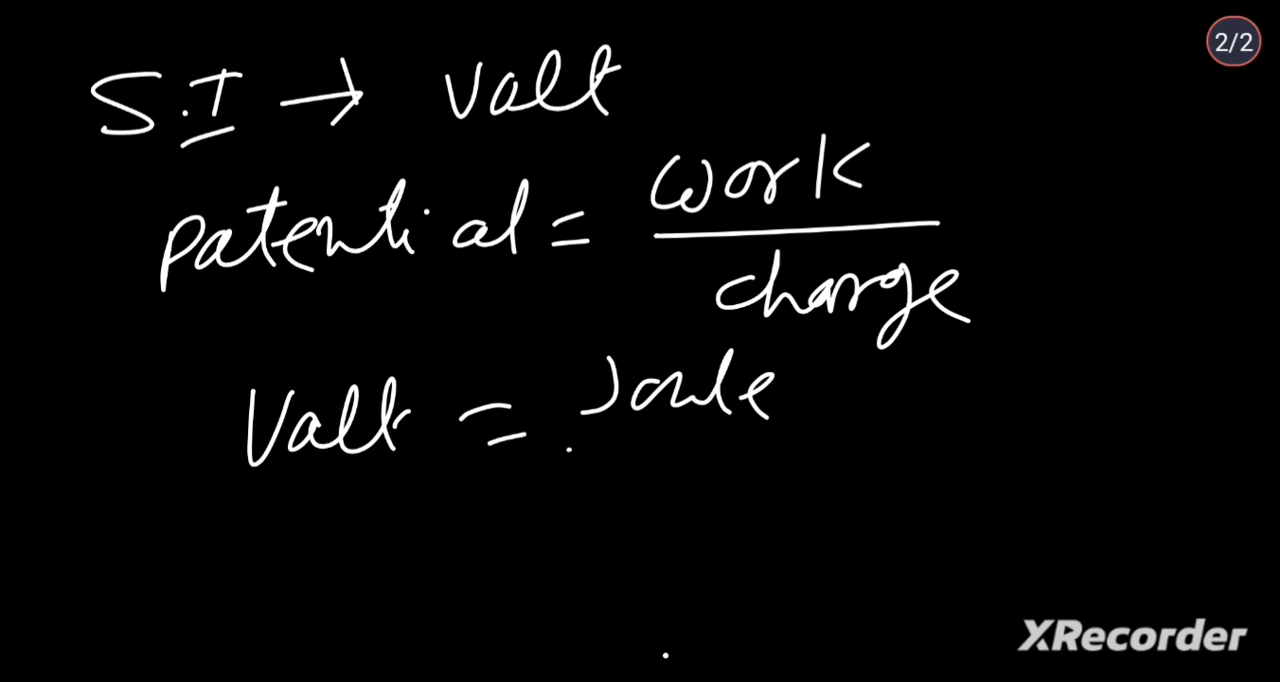 2/2
S.I → Valt
Patential = work
charge
Valt = Joule
XRecorder